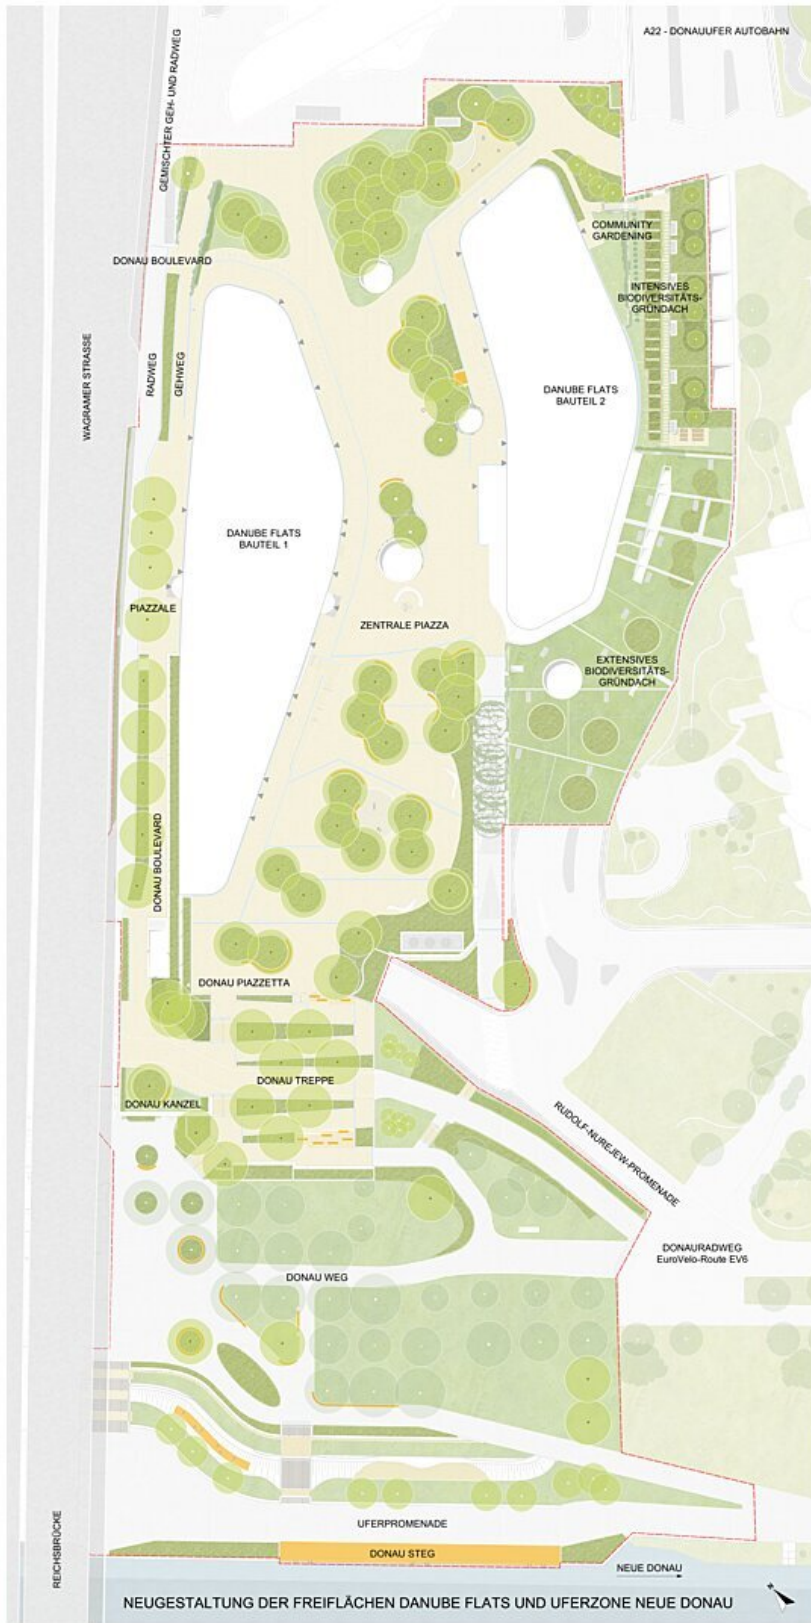 A22 - DONAUUFER AUTOBAHN
GEMISCHTER GEH- UND RADWEG
COMMUNITY
GARDENING
DONAU BOULEVARD
INTENSIVES
BIODIVERSITÄTS-
GRÜNDACH
WAGRAMER STRASSE
RADWEG
GEHWEG
DANUBE FLATS
BAUTEIL 2
DANUBE FLATS
BAUTEIL 1
PIAZZALE
ZENTRALE PIAZZA
EXTENSIVES
BIODIVERSITÄTS-
GRÜNDACH
DONAU BOULEVARD
DONAU PIAZZETTA
DONAU TREPPE
DONAU KANZEL
RUDOLF-NUREJEW-PROMENADE
DONAURADWEG
EuroVelo-Route EV6
DONAU WEG
REICHSBRÜCKE
UFERPROMENADE
DONAU STEG
NEUE DONAU
NEUGESTALTUNG DER FREIFLÄCHEN DANUBE FLATS UND UFERZONE NEUE DONAU